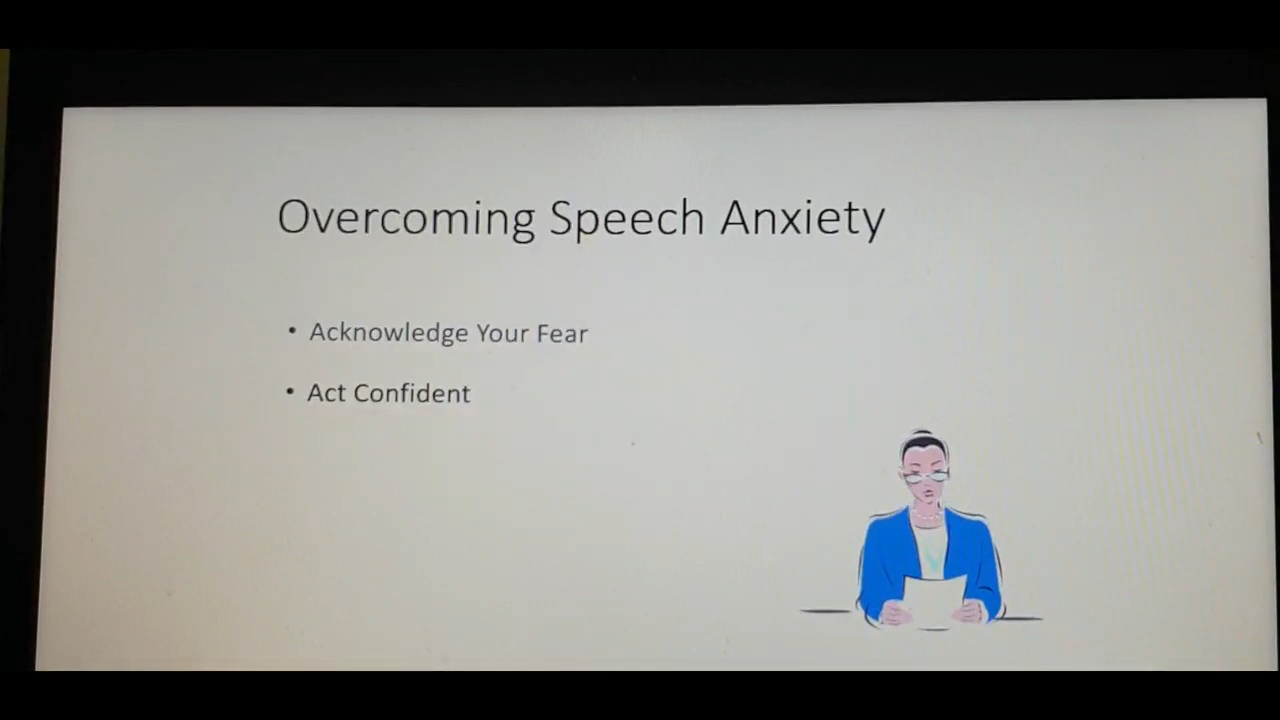 Overcoming Speech Anxiety
• Acknowledge Your Fear
• Act Confident